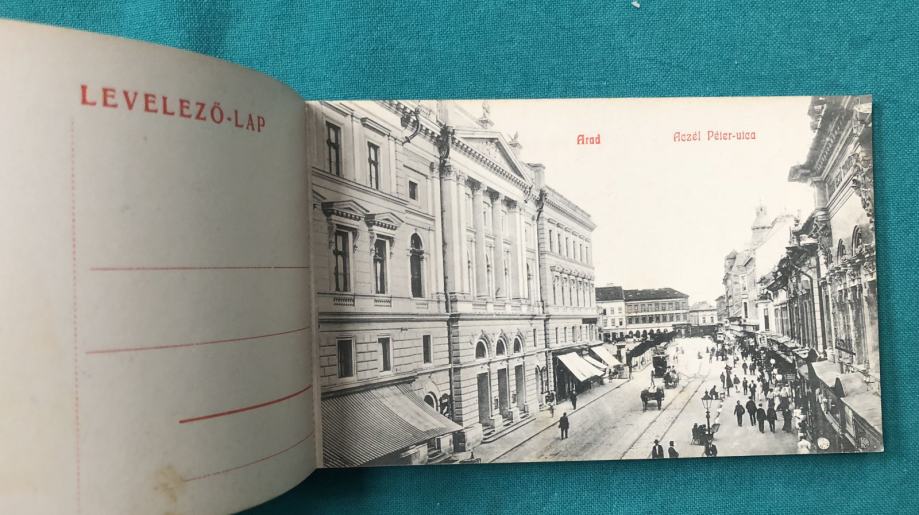 LEVELEZŐ-LAP
Arad
Aczél Péter-utca